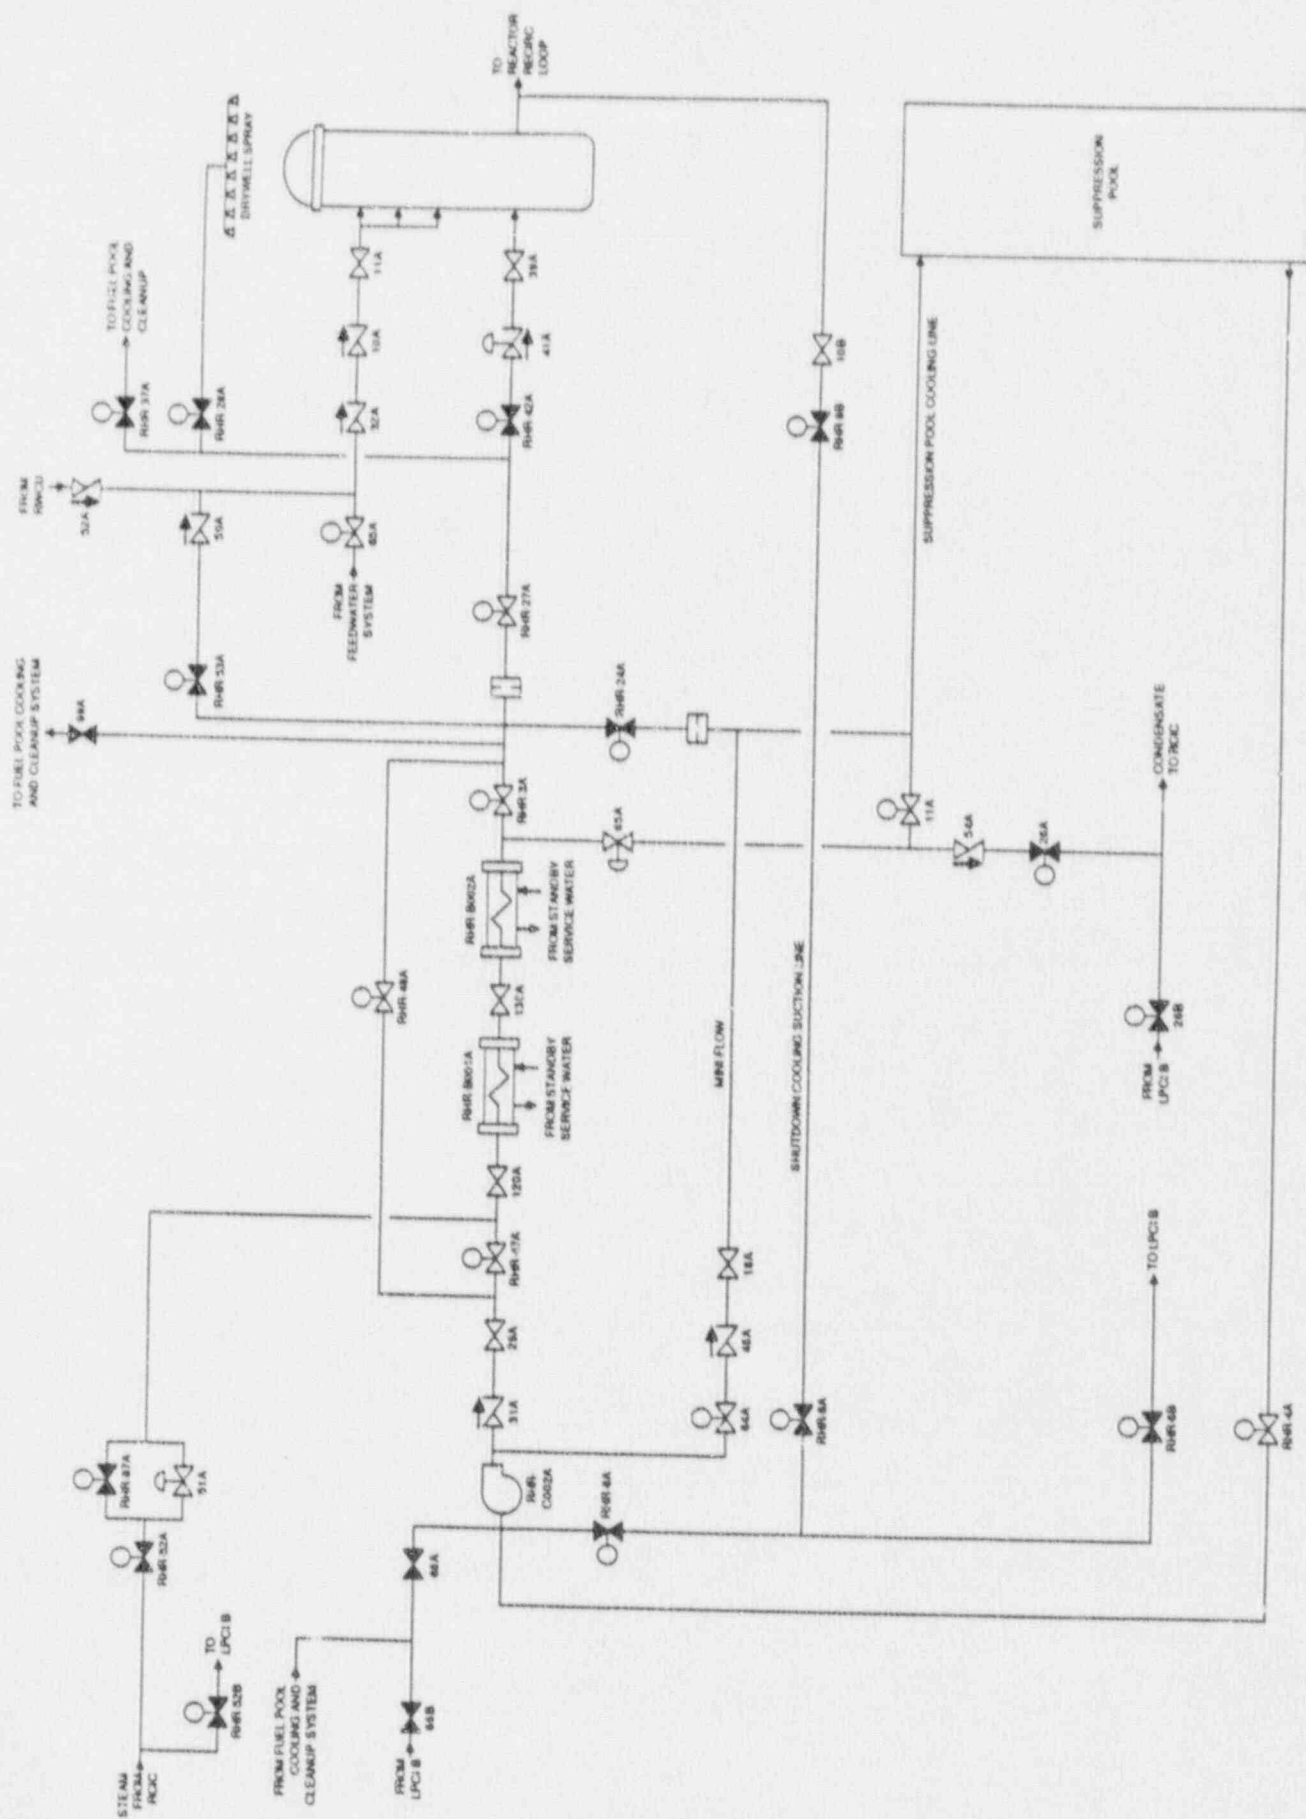 TO
REACTOR
RECIRC
LOOP
DRYWELL SPRAY
TO FUEL POOL
COOLING AND
CLEANUP
SUPPRESSION
POOL
11A
39A
10A
41A
10B
RHR 37A
RHR 28A
32A
RHR 42A
RHR 9B
SUPPRESSION POOL COOLING LINE
FROM
RWCU
52A
50A
65A
FROM
FEEDWATER
SYSTEM
RHR 27A
TO FUEL POOL COOLING
AND CLEANUP SYSTEM
99A
RHR 53A
RHR 24A
CONDENSATE
TO RCIC
RHR 3A
65A
11A
54A
26A
RHR B002A
FROM STANDBY
SERVICE WATER
RHR 48A
130A
RHR B001A
FROM STANDBY
SERVICE WATER
MINI FLOW
SHUTDOWN COOLING SUCTION LINE
26B
FROM
LPCI B
120A
RHR 47A
18A
TO LPCI B
29A
46A
31A
64A
RHR 8A
RHR 6B
RHR 4A
RHR 87A
51A
RHR
C002A
RHR 52A
RHR 6A
TO
LPCI B
RHR 52B
STEAM
FROM
RCIC
FROM FUEL POOL
COOLING AND
CLEANUP SYSTEM
FROM
LPCI B